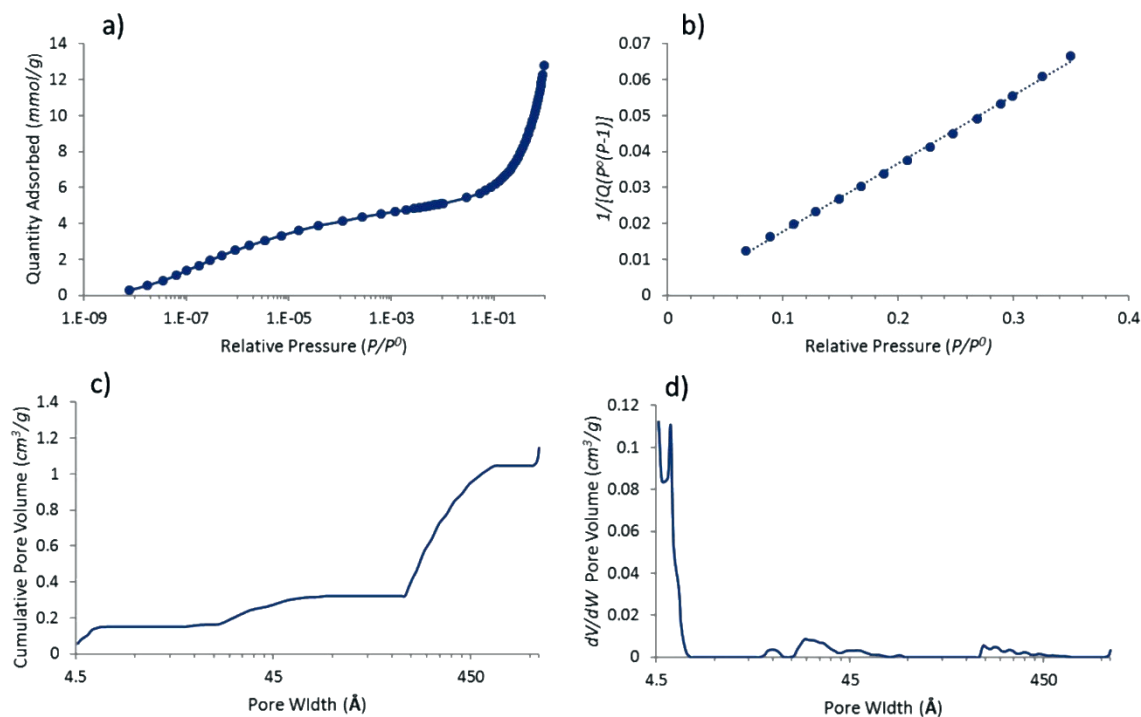 a)
Quantity Adsorbed (mmol/g)
14
12
10
8
6
4
2
0
1.E-09
1.E-07
1.E-05
1.E-03
1.E-01
Relative Pressure (P/P⁰)
b)
1/[Q(P⁰(P-1)]
0.07
0.06
0.05
0.04
0.03
0.02
0.01
0.00
0
0.1
0.2
0.3
0.4
Relative Pressure (P/P⁰)
c)
Cumulative Pore Volume (cm³/g)
1.4
1.2
1
0.8
0.6
0.4
0.2
0
4.5
45
450
Pore WIdth (Å)
d)
dV/dW Pore Volume (cm³/g)
0.12
0.1
0.08
0.06
0.04
0.02
0
4.5
45
450
Pore WIdth (Å)